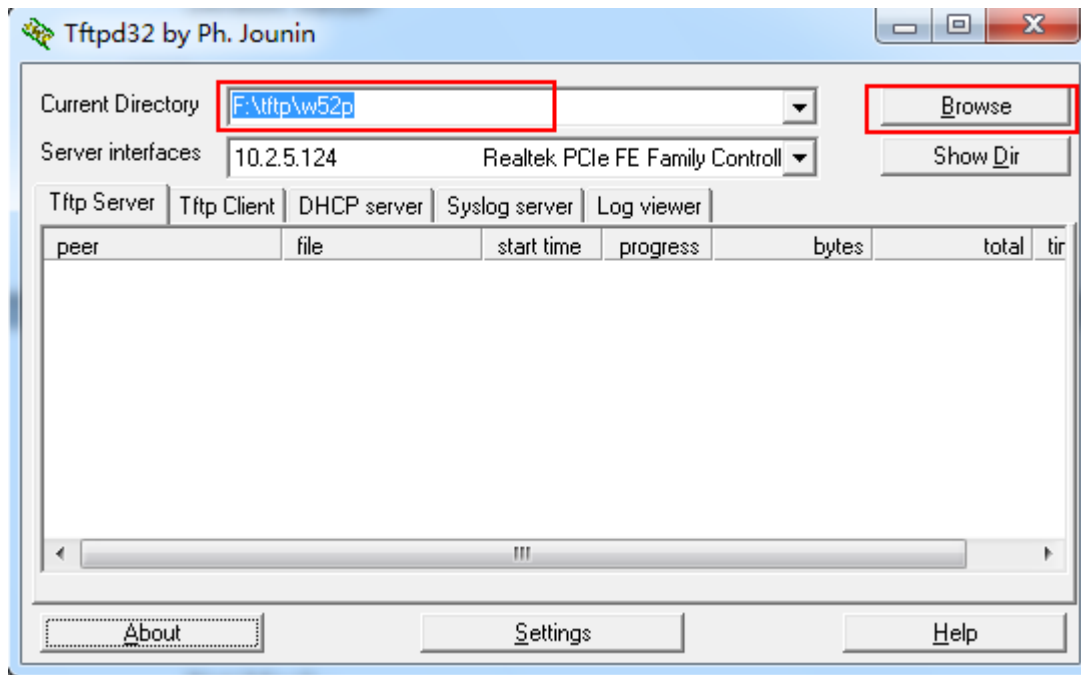 Tftpd32 by Ph. Jounin
Current Directory F:\tftp\w52p Browse
Server interfaces 10.2.5.124 Realtek PCIe FE Family Controll Show Dir
Tftp Server Tftp Client DHCP server Syslog server Log viewer
peer file start time progress bytes total tir
About Settings Help